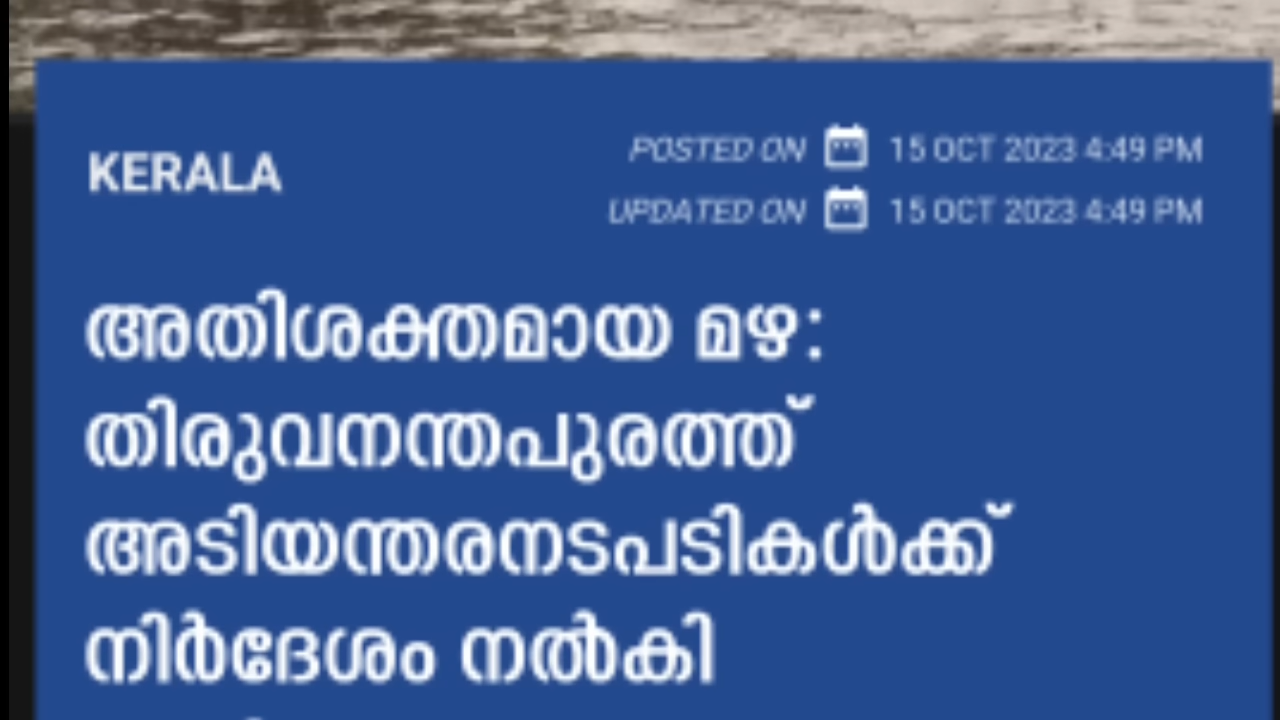 KERALA
POSTED ON 15 OCT 2023 4:49 PM
UPDATED ON 15 OCT 2023 4:49 PM
അതിശക്തമായ മഴ:
തിരുവനന്തപുരത്ത്
അടിയന്തരനടപടികൾക്ക്
നിർദേശം നൽകി